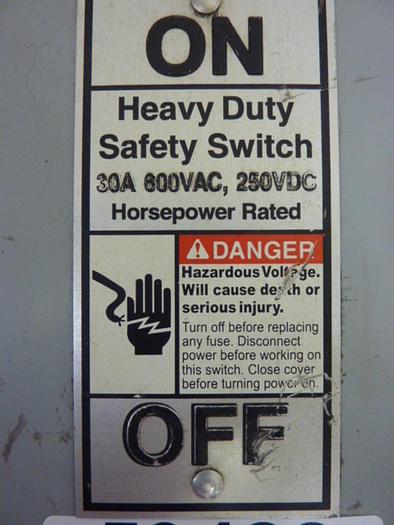 ON
Heavy Duty
Safety Switch
30A 600VAC, 250VDC
Horsepower Rated
DANGER
Hazardous Voltage.
Will cause death or
serious injury.
Turn off before replacing
any fuse. Disconnect
power before working on
this switch. Close cover
before turning power on.
OFF